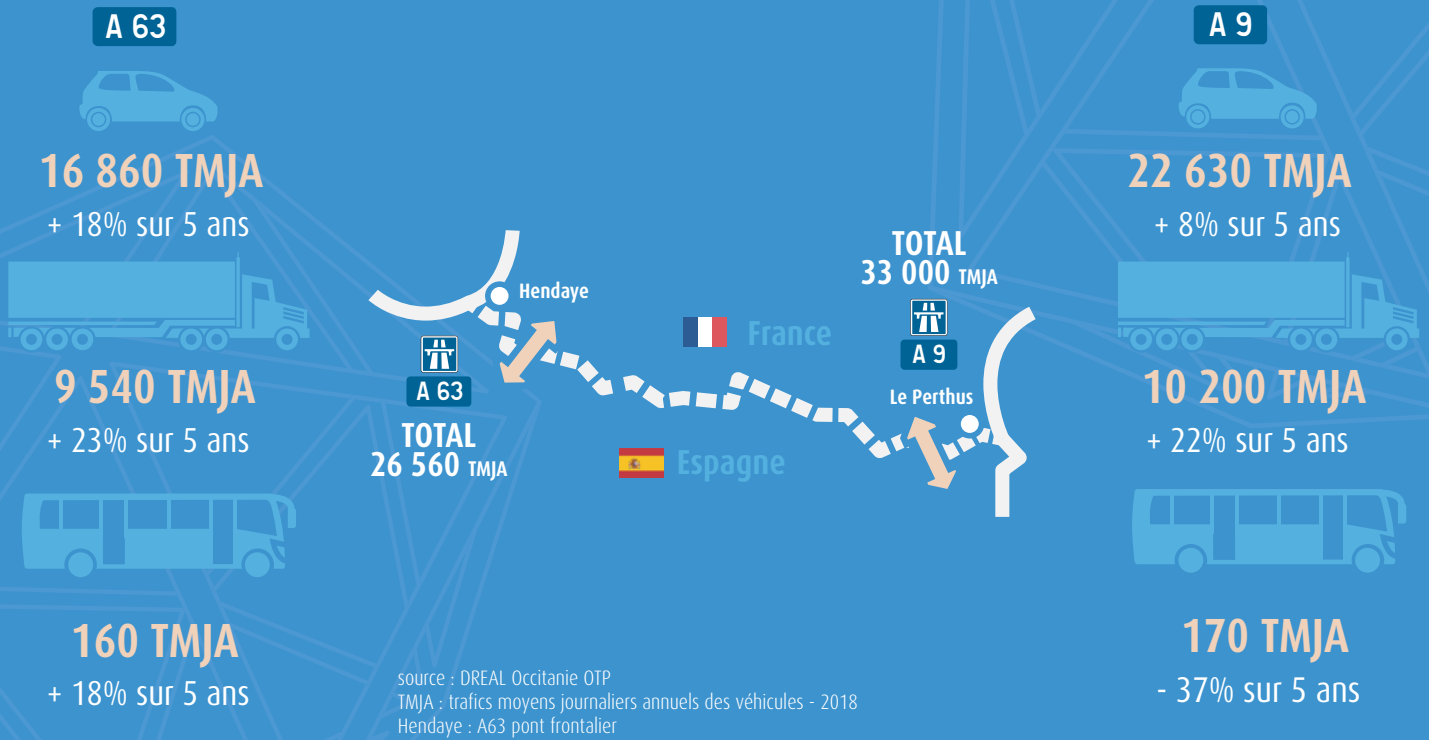 A 63
16 860 TMJA
+ 18% sur 5 ans
9 540 TMJA
+ 23% sur 5 ans
160 TMJA
+ 18% sur 5 ans
Hendaye
A 63
TOTAL
26 560 TMJA
France
Espagne
TOTAL
33 000 TMJA
A 9
Le Perthus
A 9
22 630 TMJA
+ 8% sur 5 ans
10 200 TMJA
+ 22% sur 5 ans
170 TMJA
- 37% sur 5 ans
source : DREAL Occitanie OTP
TMJA : trafics moyens journaliers annuels des véhicules - 2018
Hendaye : A63 pont frontalier